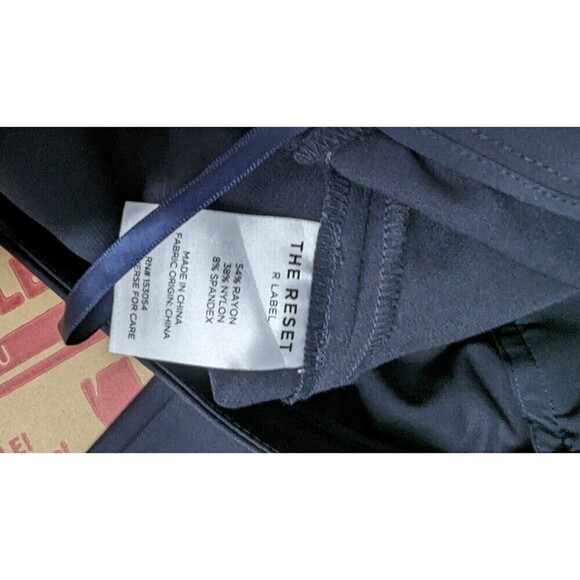 THE RESET
R LABEL
54% RAYON
38% NYLON
8% SPANDEX
MADE IN CHINA
FABRIC ORIGIN: CHINA
RN# 153054
ERSE FOR CARE